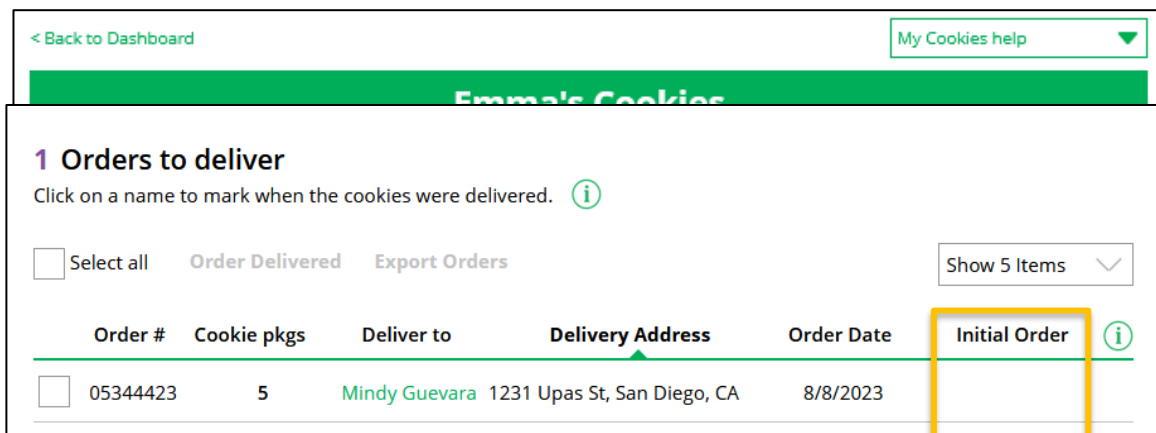 < Back to Dashboard My Cookies help
Emma's Cookies
1 Orders to deliver
Click on a name to mark when the cookies were delivered. i
Select all Order Delivered Export Orders Show 5 Items
Order # Cookie pkgs Deliver to Delivery Address Order Date Initial Order i
05344423 5 Mindy Guevara 1231 Upas St, San Diego, CA 8/8/2023